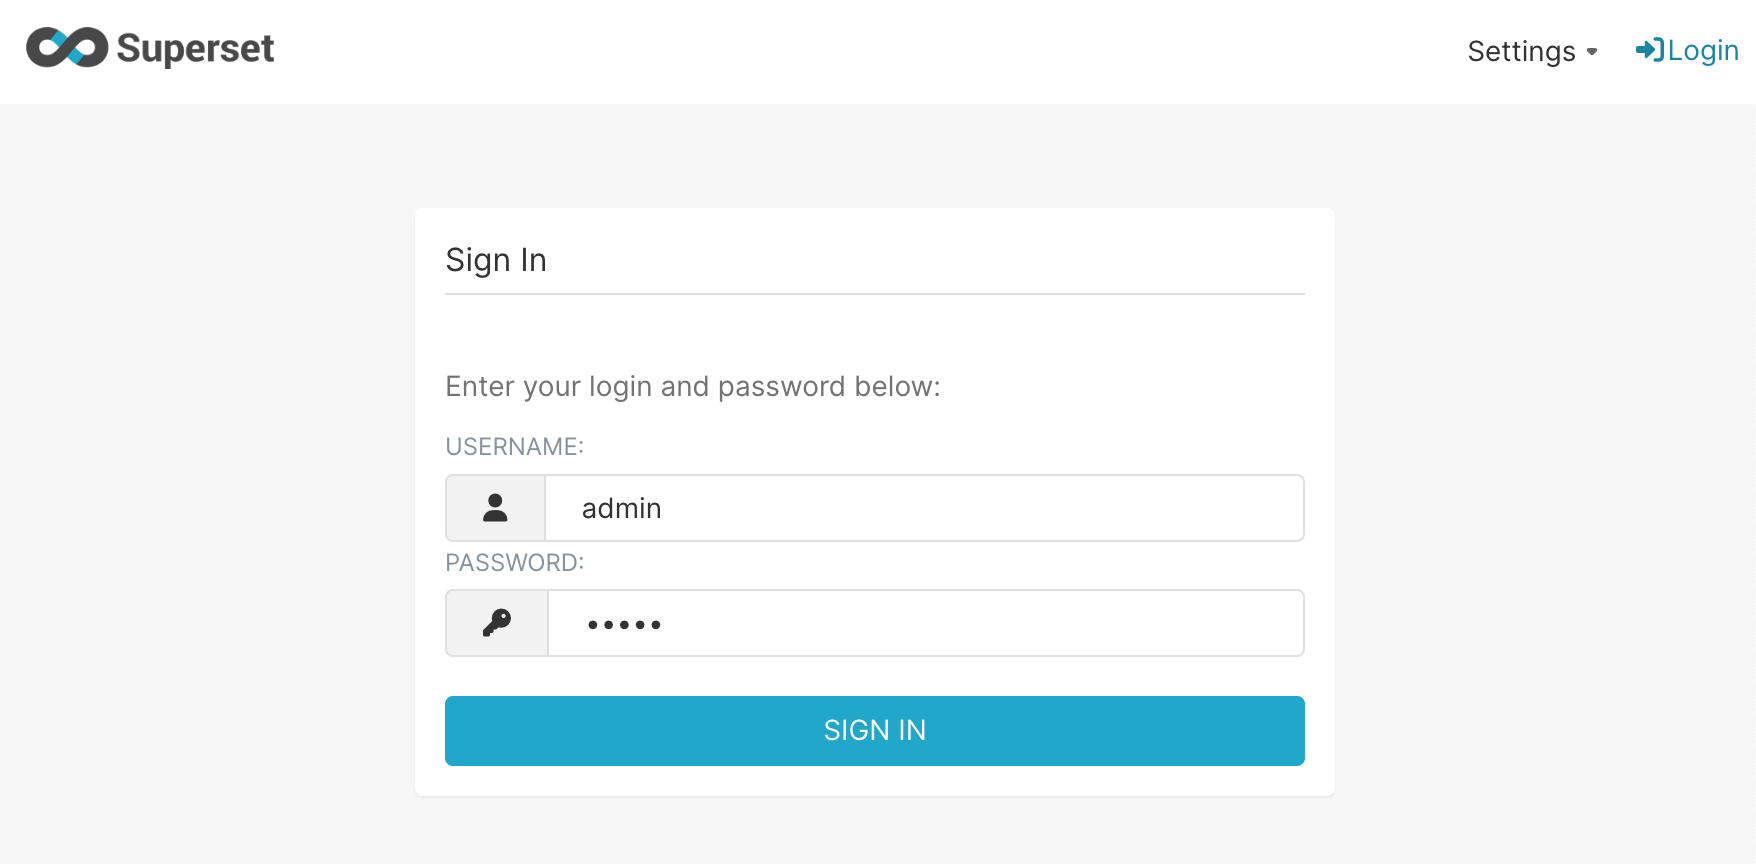 Superset
Settings
Login
Sign In
Enter your login and password below:
USERNAME:
admin
PASSWORD:
•••••
SIGN IN